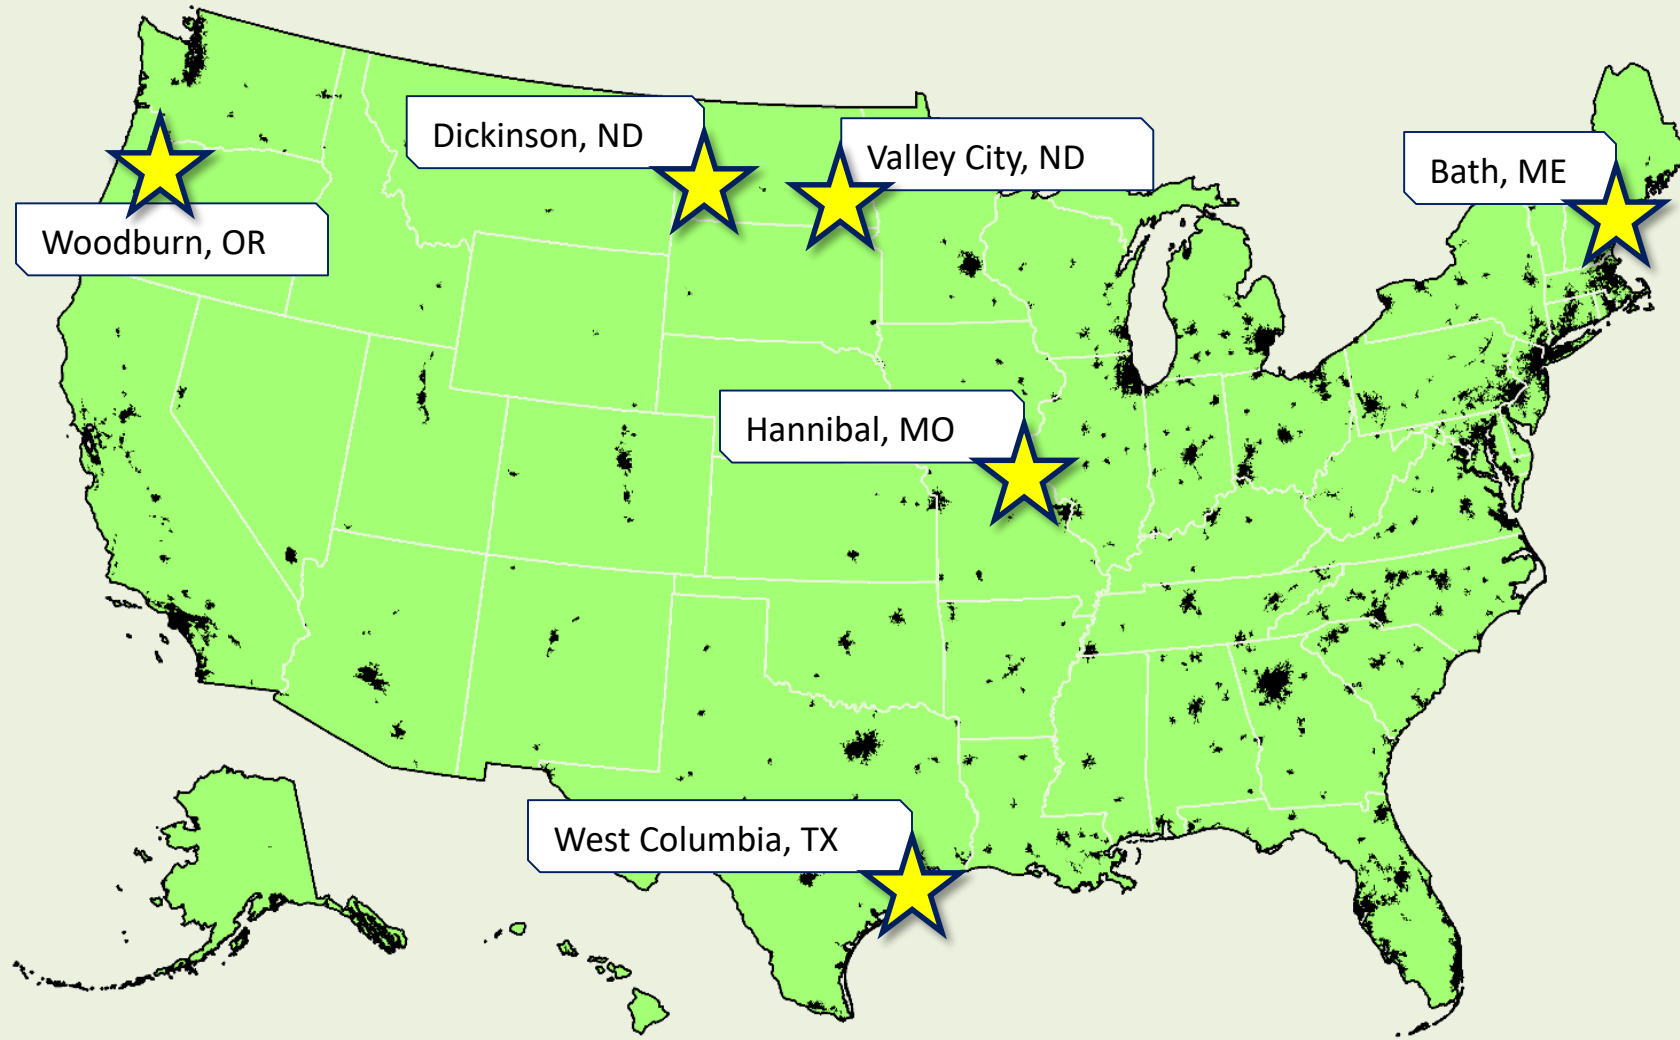 Dickinson, ND
Valley City, ND
Bath, ME
Woodburn, OR
Hannibal, MO
West Columbia, TX